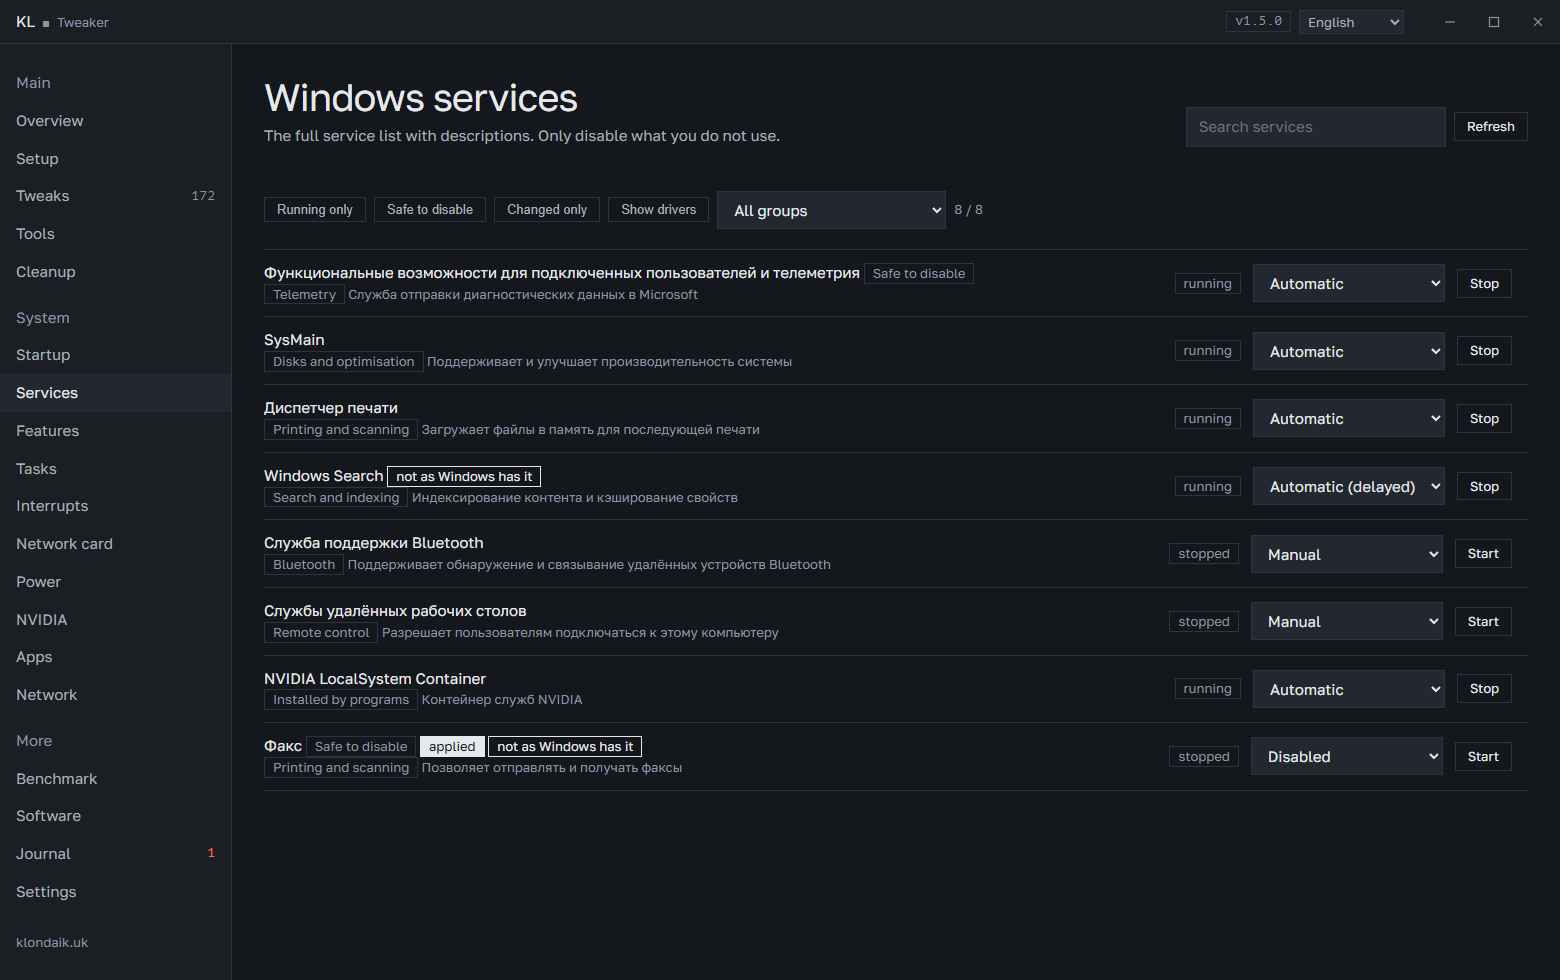 KL Tweaker
v1.5.0
English
Main
Overview
Setup
Tweaks 172
Tools
Cleanup
System
Startup
Services
Features
Tasks
Interrupts
Network card
Power
NVIDIA
Apps
Network
More
Benchmark
Software
Journal 1
Settings
klondaik.uk
Windows services
The full service list with descriptions. Only disable what you do not use.
Search services
Refresh
Running only
Safe to disable
Changed only
Show drivers
All groups
8 / 8
Функциональные возможности для подключенных пользователей и телеметрия Safe to disable
Telemetry Служба отправки диагностических данных в Microsoft
running
Automatic
Stop
SysMain
Disks and optimisation Поддерживает и улучшает производительность системы
running
Automatic
Stop
Диспетчер печати
Printing and scanning Загружает файлы в память для последующей печати
running
Automatic
Stop
Windows Search not as Windows has it
Search and indexing Индексирование контента и кэширование свойств
running
Automatic (delayed)
Stop
Служба поддержки Bluetooth
Bluetooth Поддерживает обнаружение и связывание удалённых устройств Bluetooth
stopped
Manual
Start
Службы удалённых рабочих столов
Remote control Разрешает пользователям подключаться к этому компьютеру
stopped
Manual
Start
NVIDIA LocalSystem Container
Installed by programs Контейнер служб NVIDIA
running
Automatic
Stop
Факс Safe to disable applied not as Windows has it
Printing and scanning Позволяет отправлять и получать факсы
stopped
Disabled
Start